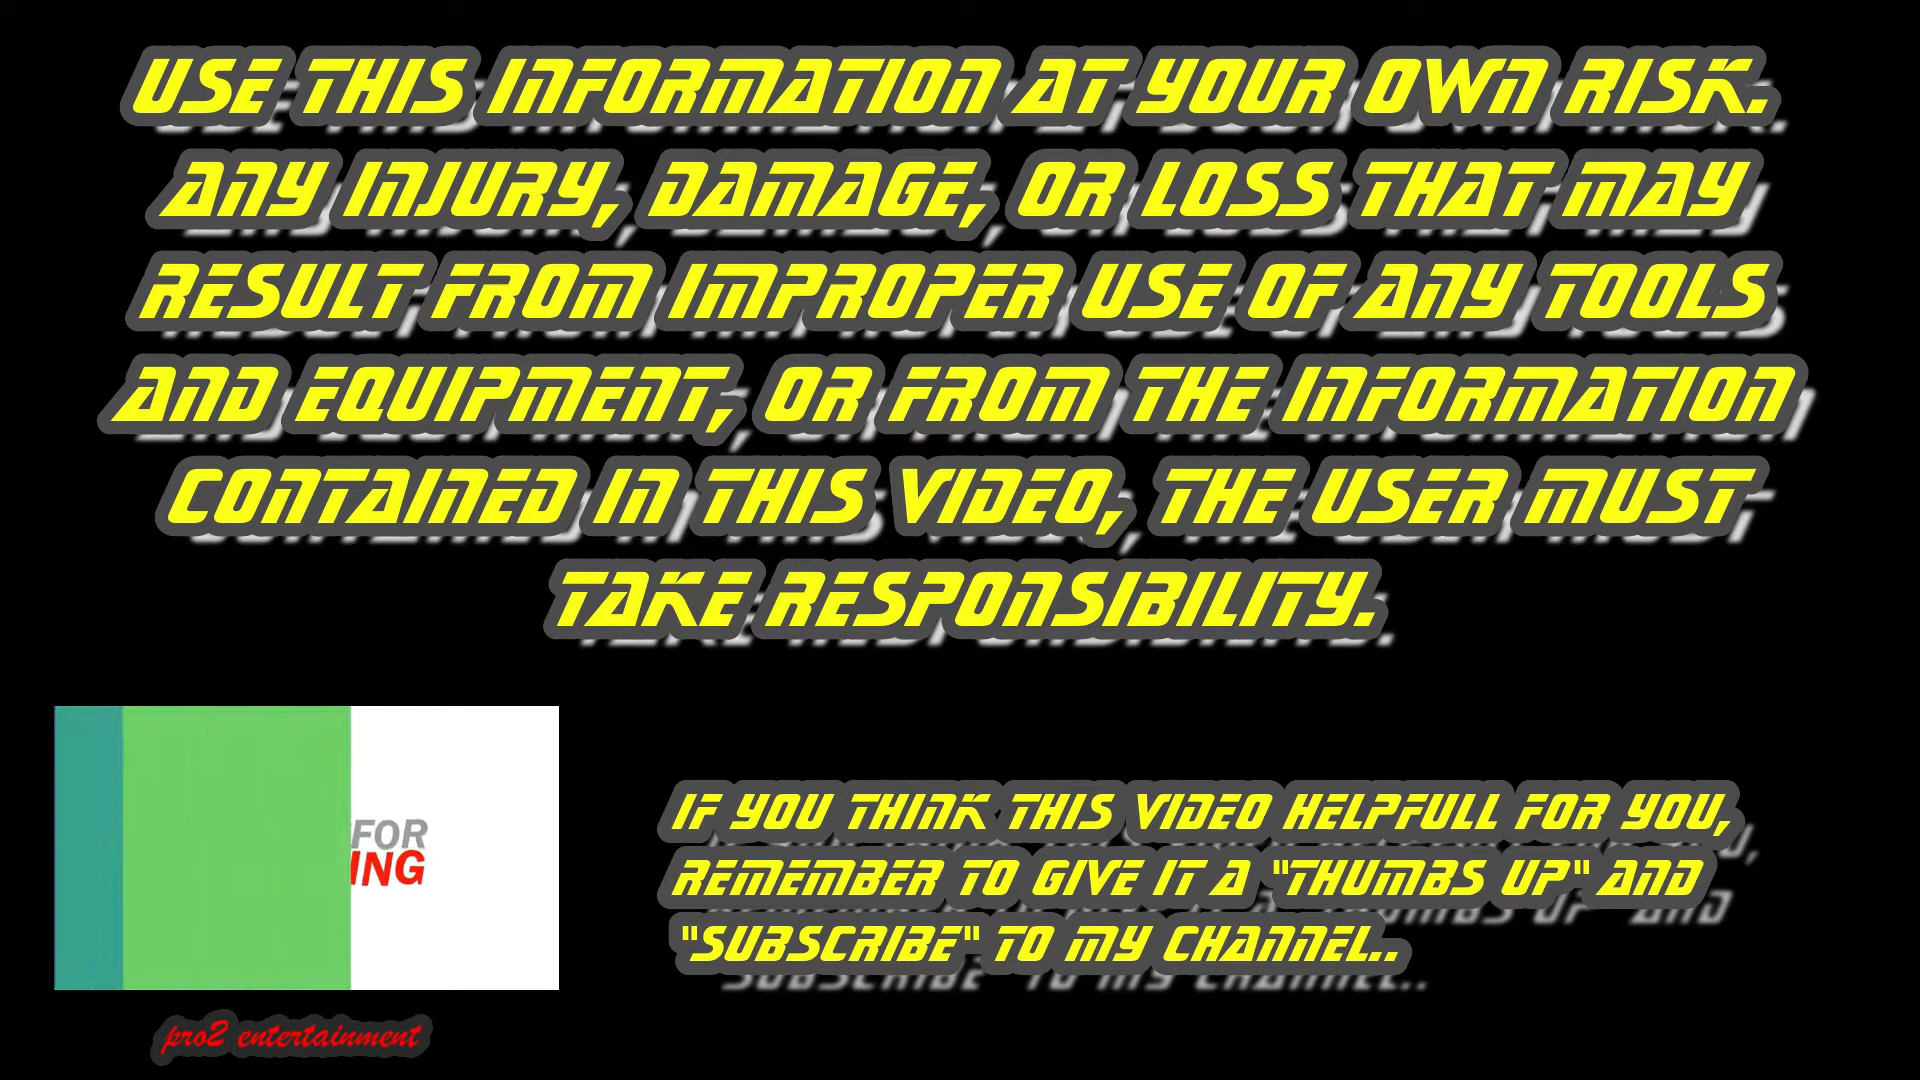 USE THIS INFORMATION AT YOUR OWN RISK.
ANY INJURY, DAMAGE, OR LOSS THAT MAY
RESULT FROM IMPROPER USE OF ANY TOOLS
AND EQUIPMENT, OR FROM THE INFORMATION
CONTAINED IN THIS VIDEO, THE USER MUST
TAKE RESPONSIBILITY.
FOR
IF YOU THINK THIS VIDEO HELPFULL FOR YOU,
REMEMBER TO GIVE IT A "THUMBS UP" AND
"SUBSCRIBE" TO MY CHANNEL..
pro2 entertainment